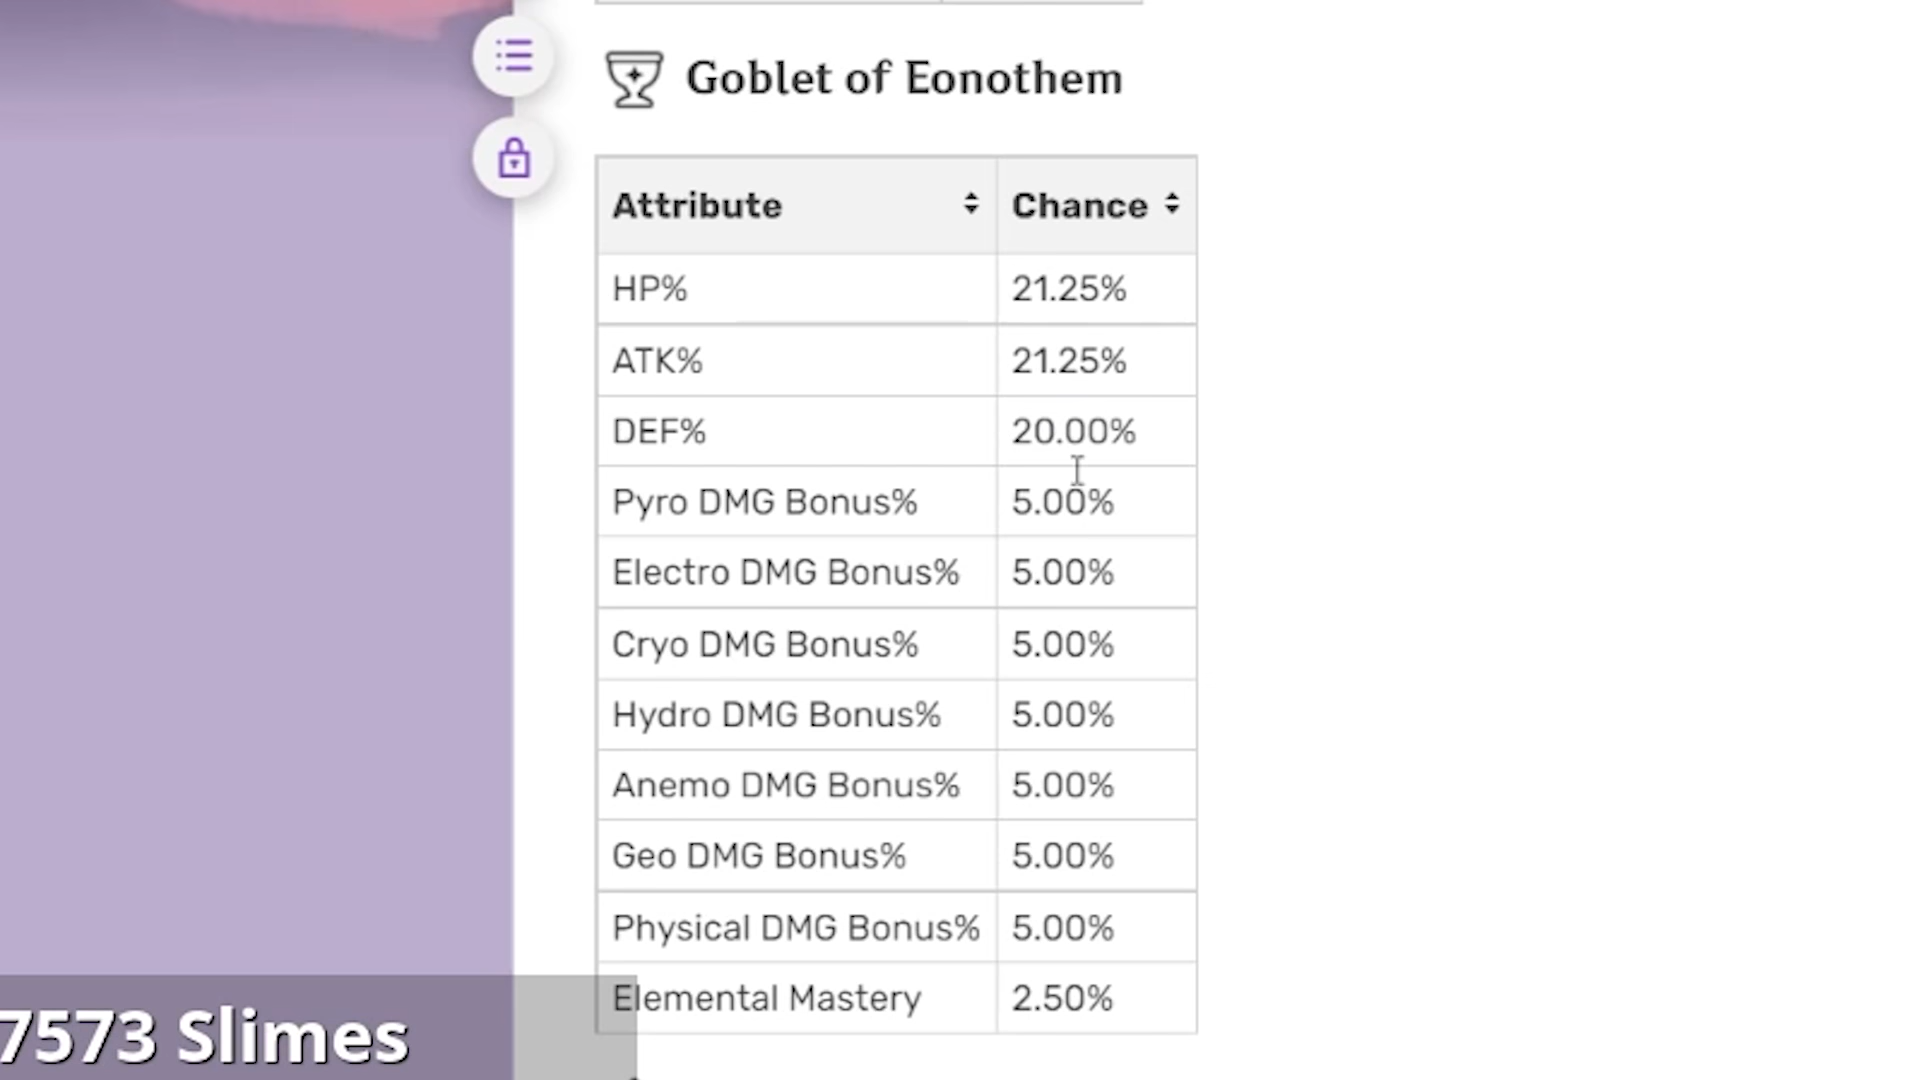 Goblet of Eonothem
Attribute Chance
HP% 21.25%
ATK% 21.25%
DEF% 20.00%
Pyro DMG Bonus% 5.00%
Electro DMG Bonus% 5.00%
Cryo DMG Bonus% 5.00%
Hydro DMG Bonus% 5.00%
Anemo DMG Bonus% 5.00%
Geo DMG Bonus% 5.00%
Physical DMG Bonus% 5.00%
Elemental Mastery 2.50%
7573 Slimes